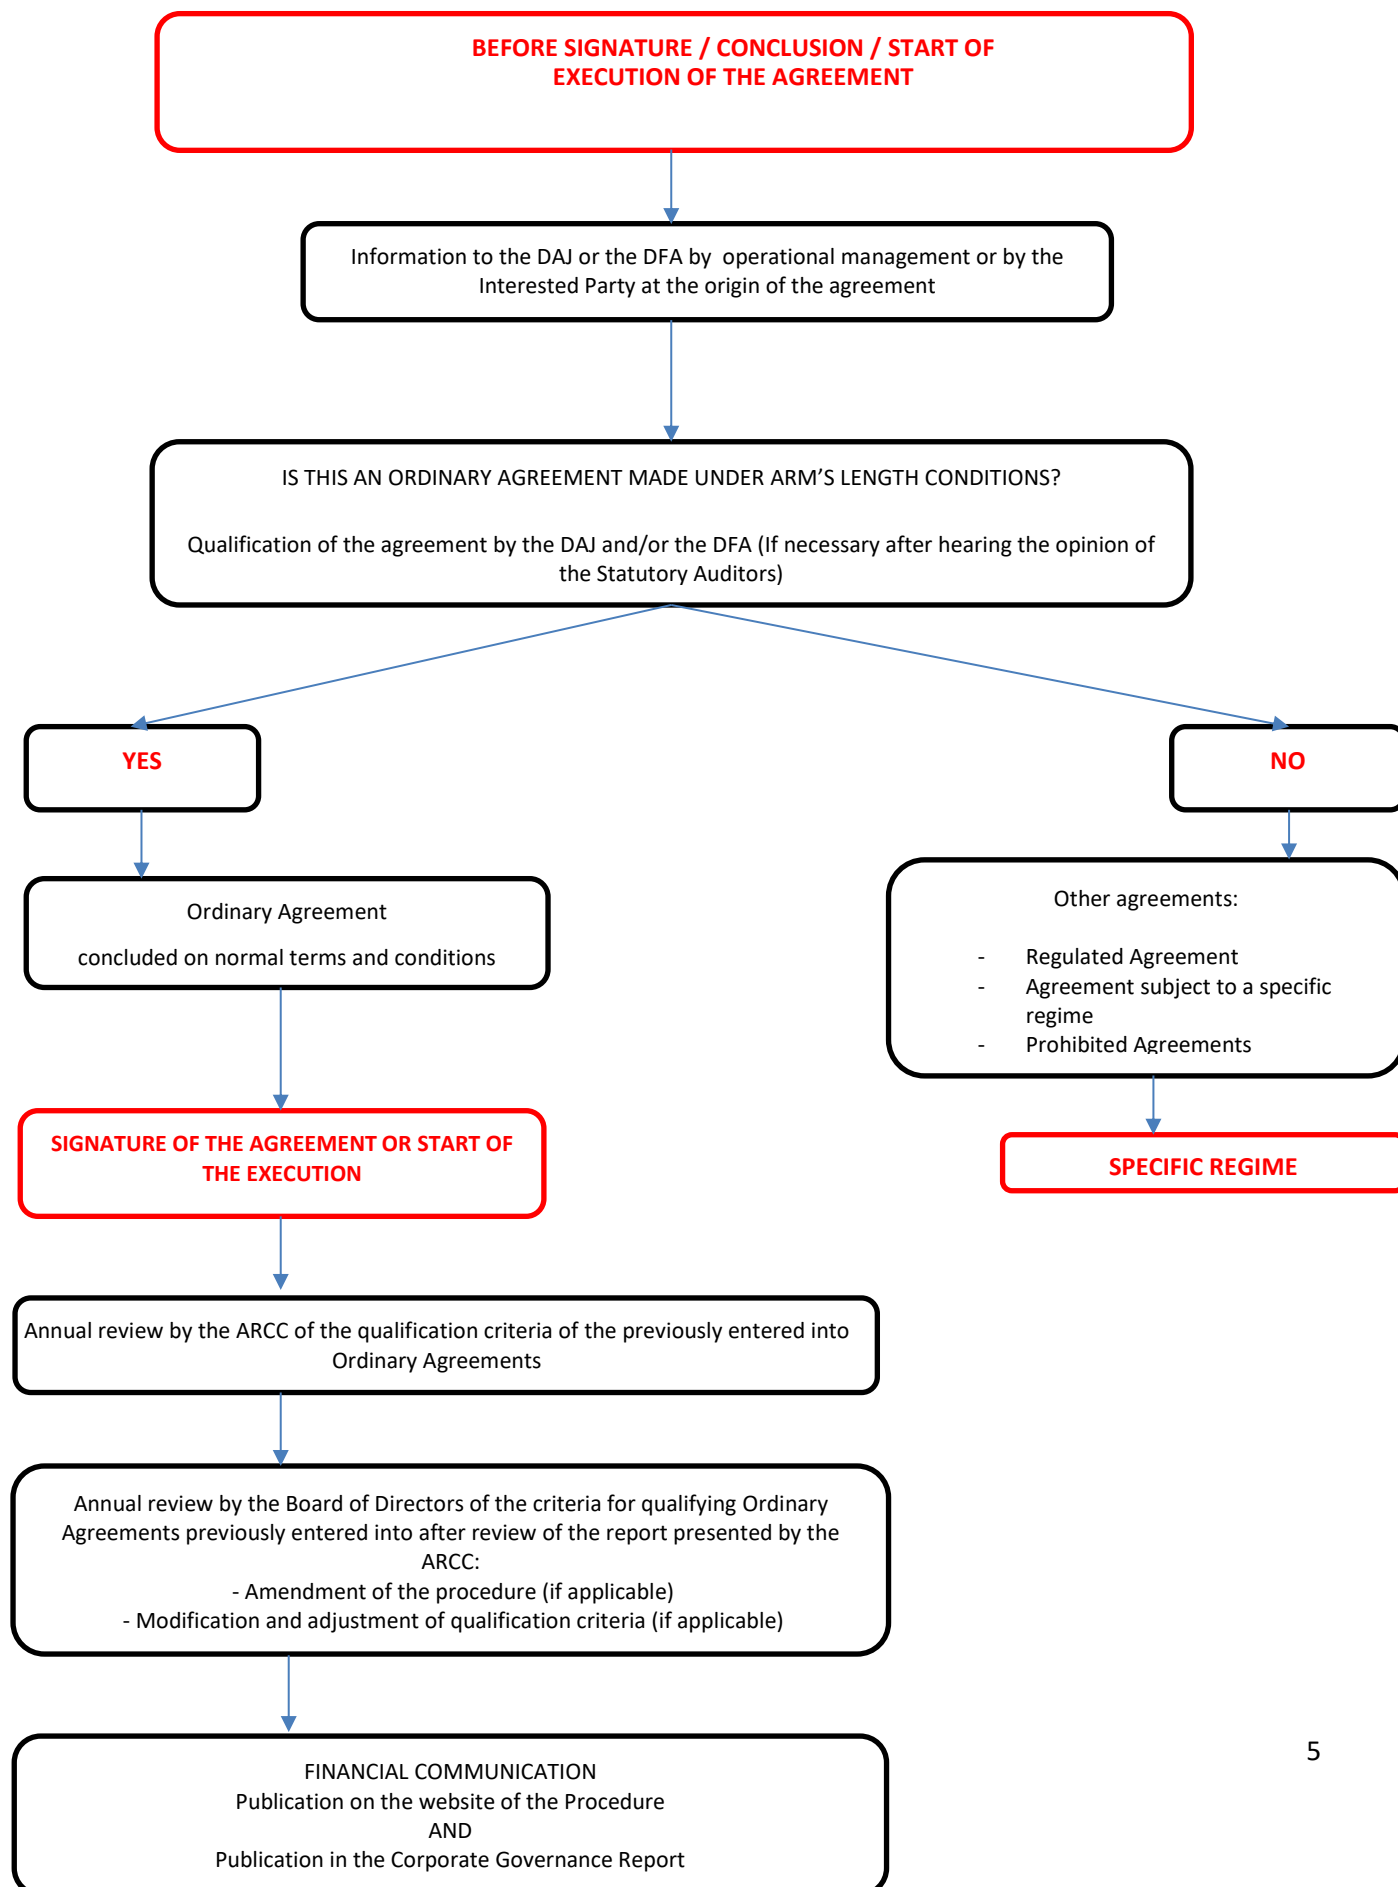 BEFORE SIGNATURE / CONCLUSION / START OF
EXECUTION OF THE AGREEMENT
Information to the DAJ or the DFA by operational management or by the
Interested Party at the origin of the agreement
IS THIS AN ORDINARY AGREEMENT MADE UNDER ARM’S LENGTH CONDITIONS?
Qualification of the agreement by the DAJ and/or the DFA (If necessary after hearing the opinion of
the Statutory Auditors)
YES
NO
Ordinary Agreement
concluded on normal terms and conditions
Other agreements:
- Regulated Agreement
- Agreement subject to a specific
regime
- Prohibited Agreements
SIGNATURE OF THE AGREEMENT OR START OF
THE EXECUTION
SPECIFIC REGIME
Annual review by the ARCC of the qualification criteria of the previously entered into
Ordinary Agreements
Annual review by the Board of Directors of the criteria for qualifying Ordinary
Agreements previously entered into after review of the report presented by the
ARCC:
- Amendment of the procedure (if applicable)
- Modification and adjustment of qualification criteria (if applicable)
FINANCIAL COMMUNICATION
Publication on the website of the Procedure
AND
Publication in the Corporate Governance Report
5